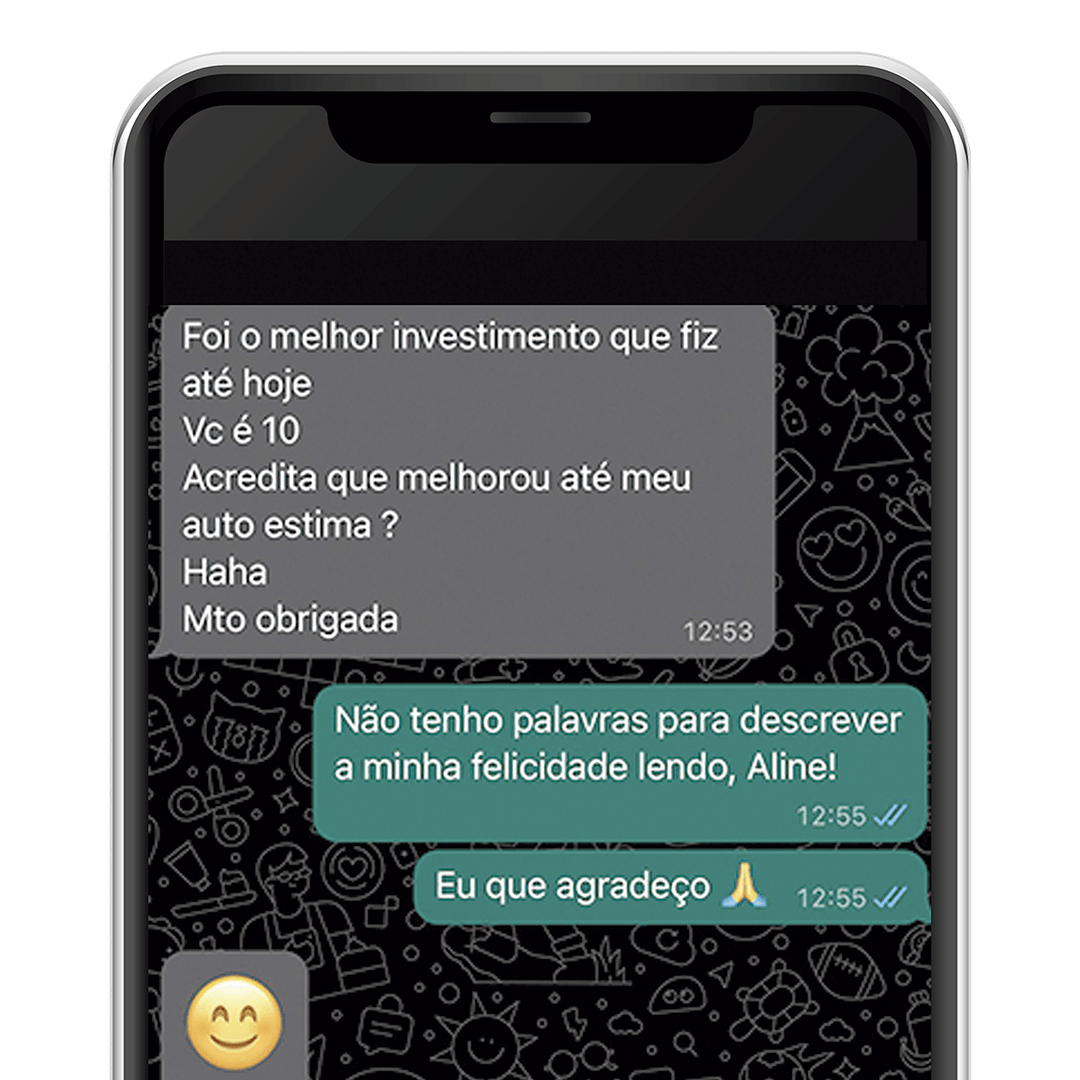 Foi o melhor investimento que fiz
até hoje
Vc é 10
Acredita que melhorou até meu
auto estima ?
Haha
Mto obrigada
12:53
Não tenho palavras para descrever
a minha felicidade lendo, Aline!
12:55
Eu que agradeço 🙏 12:55
😊